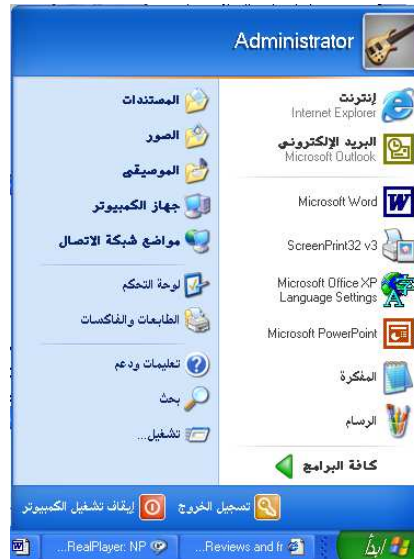 Administrator
إنترنت
Internet Explorer
البريد الإلكتروني
Microsoft Outlook
Microsoft Word
ScreenPrint32 v3
Microsoft Office XP
Language Settings
Microsoft PowerPoint
المفكرة
الرسام
كافة البرامج
المستندات
الصور
الموسيقى
جهاز الكمبيوتر
مواضع شبكة الاتصال
لوحة التحكم
الطابعات والفاكسات
تعليمات ودعم
بحث
تشغيل...
تسجيل الخروج
إيقاف تشغيل الكمبيوتر
ابدأ
Reviews and fr...
RealPlayer: NP...